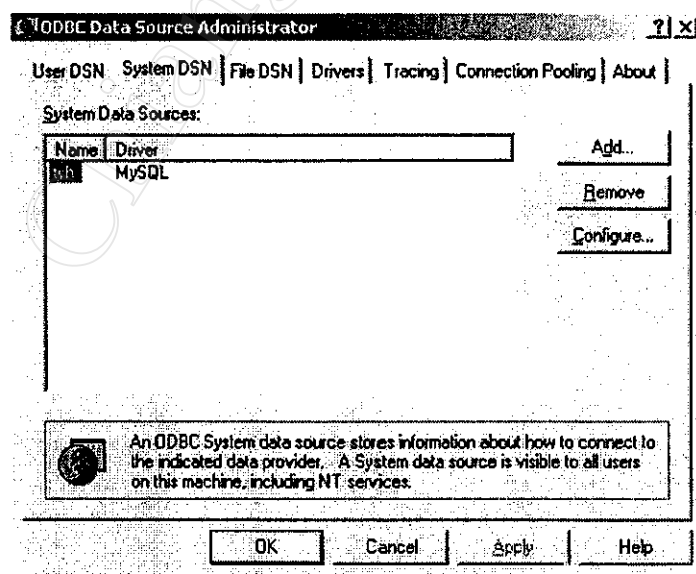 ODBC Data Source Administrator
User DSN System DSN File DSN Drivers Tracing Connection Pooling About
System Data Sources:
Name Driver
MySQL
Add...
Remove
Configure...
An ODBC System data source stores information about how to connect to
the indicated data provider. A System data source is visible to all users
on this machine, including NT services.
OK Cancel Apply Help